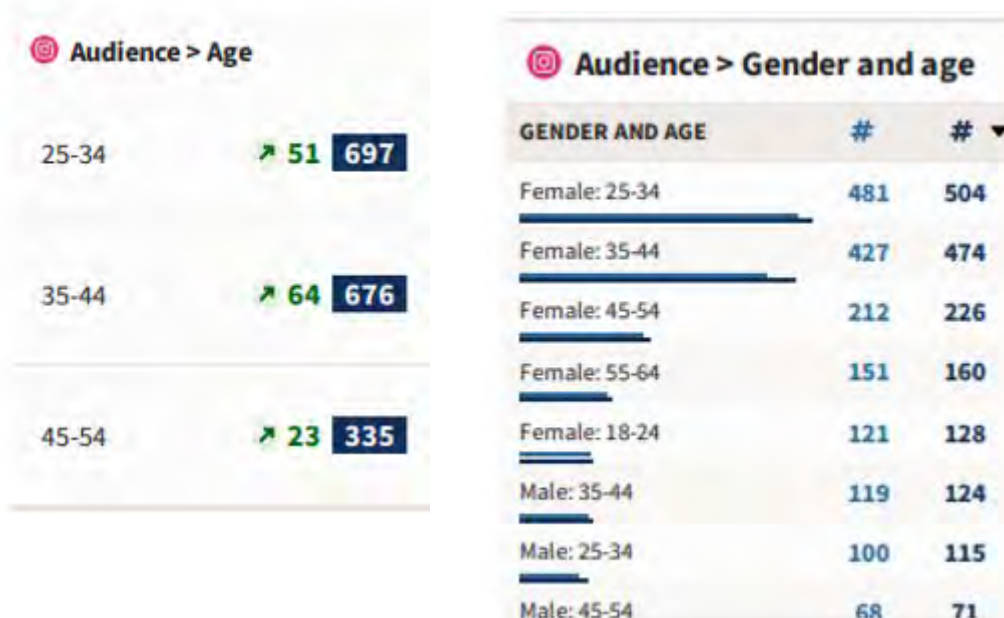 Audience > Age
25-34 51 697
35-44 64 676
45-54 23 335
Audience > Gender and age
GENDER AND AGE # #
Female: 25-34 481 504
Female: 35-44 427 474
Female: 45-54 212 226
Female: 55-64 151 160
Female: 18-24 121 128
Male: 35-44 119 124
Male: 25-34 100 115
Male: 45-54 68 71